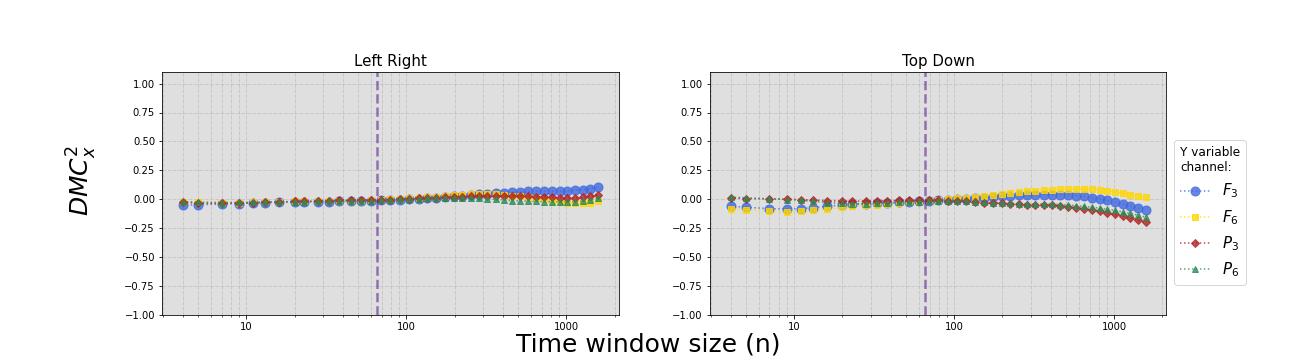 Left Right
Top Down
1.00
0.75
0.50
0.25
0.00
−0.25
−0.50
−0.75
−1.00
10
100
1000
1.00
0.75
0.50
0.25
0.00
−0.25
−0.50
−0.75
−1.00
10
100
1000
DMC²ₓ
Time window size (n)
Y variable
channel:
F₃
F₆
P₃
P₆